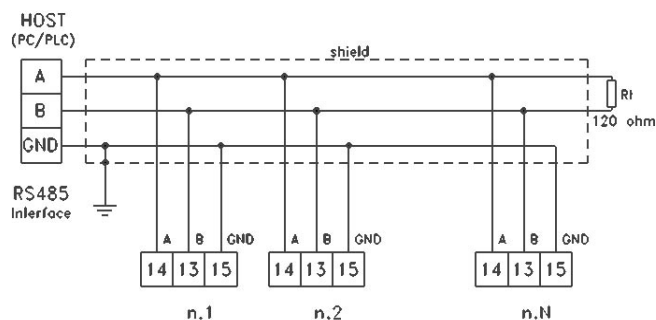 HOST
(PC/PLC)
shield
A
B
GND
Rt
120 ohm
RS485
Interface
A B GND A B GND A B GND
14 13 15 14 13 15 14 13 15
n.1 n.2 n.N